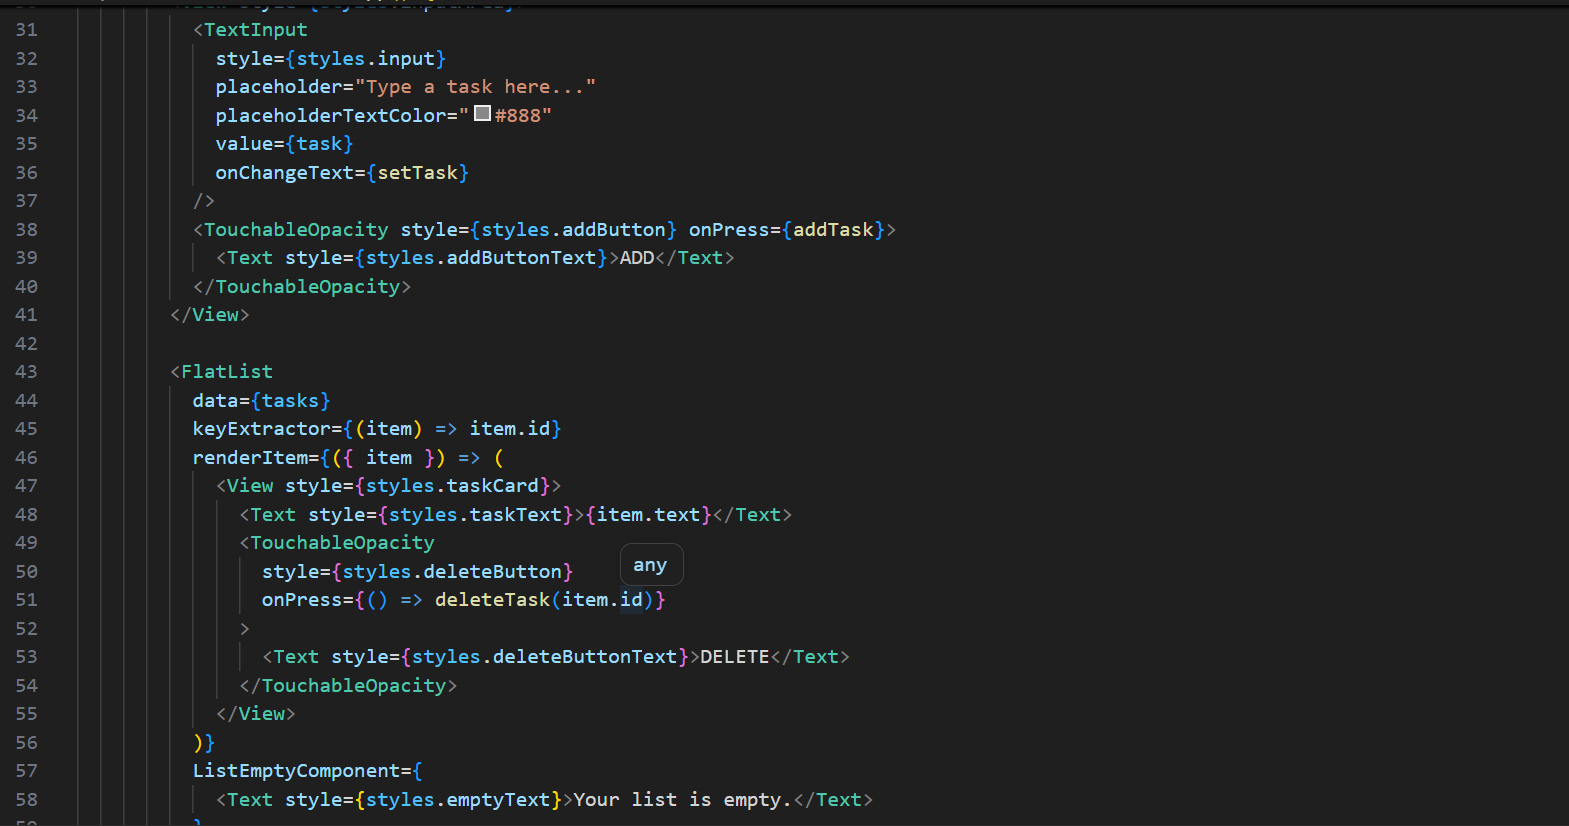 31 <TextInput
32 style={styles.input}
33 placeholder="Type a task here..."
34 placeholderTextColor="#888"
35 value={task}
36 onChangeText={setTask}
37 />
38 <TouchableOpacity style={styles.addButton} onPress={addTask}>
39 <Text style={styles.addButtonText}>ADD</Text>
40 </TouchableOpacity>
41 </View>
42
43 <FlatList
44 data={tasks}
45 keyExtractor={(item) => item.id}
46 renderItem={({ item }) => (
47 <View style={styles.taskCard}>
48 <Text style={styles.taskText}>{item.text}</Text>
49 <TouchableOpacity
any
50 style={styles.deleteButton}
51 onPress={() => deleteTask(item.id)}
52 >
53 <Text style={styles.deleteButtonText}>DELETE</Text>
54 </TouchableOpacity>
55 </View>
56 )}
57 ListEmptyComponent={
58 <Text style={styles.emptyText}>Your list is empty.</Text>